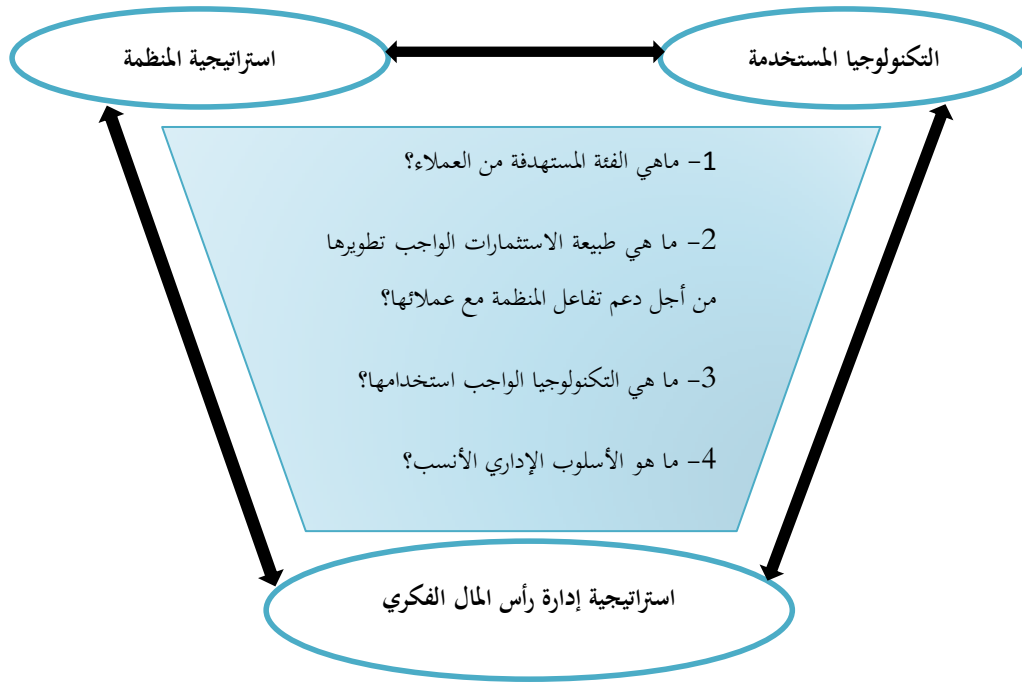 التكنولوجيا المستخدمة
استراتيجية المنظمة
1- ماهي الفئة المستهدفة من العملاء؟
2- ما هي طبيعة الاستثمارات الواجب تطويرها
من أجل دعم تفاعل المنظمة مع عملائها؟
3- ما هي التكنولوجيا الواجب استخدامها؟
4- ما هو الأسلوب الإداري الأنسب؟
استراتيجية إدارة رأس المال الفكري